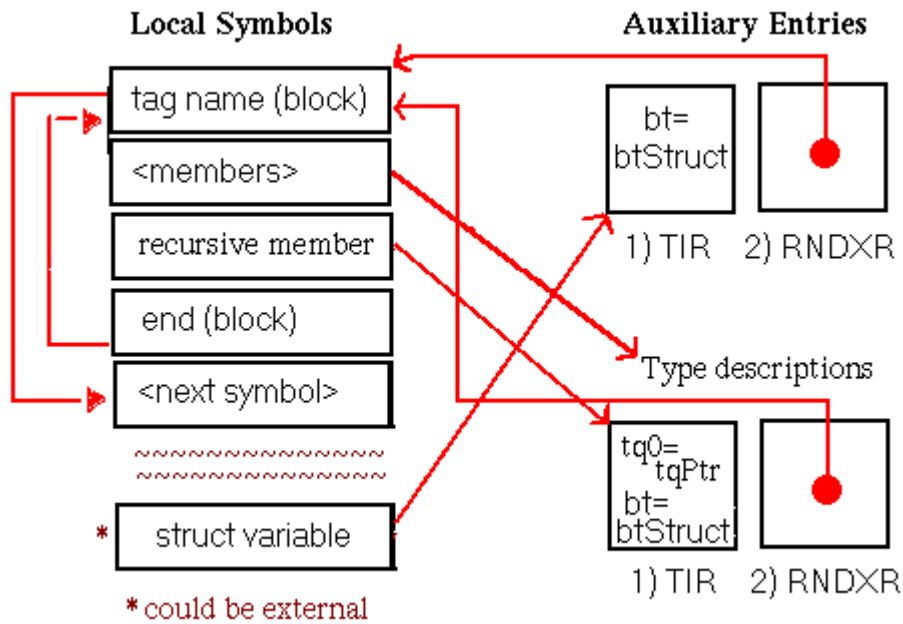 Local Symbols
tag name (block)
<members>
recursive member
end (block)
<next symbol>
~~~~~~~~~~~~~~
~~~~~~~~~~~~~~
* struct variable
* could be external
Auxiliary Entries
bt=
btStruct
1) TIR 2) RNDXR
Type descriptions
tq0=
tqPtr
bt=
btStruct
1) TIR 2) RNDXR